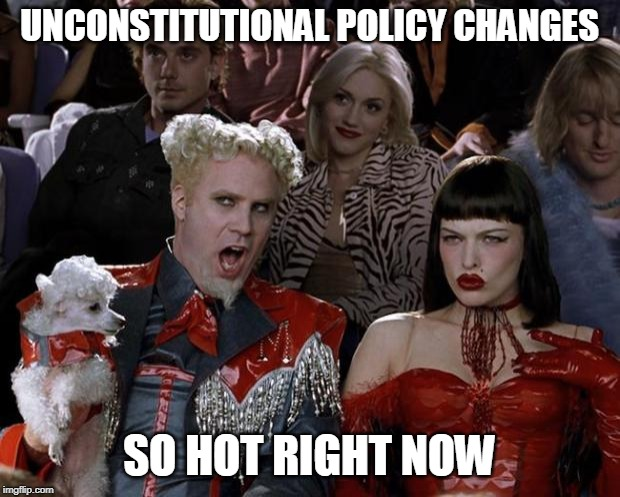 UNCONSTITUTIONAL POLICY CHANGES
SO HOT RIGHT NOW
imgflip.com